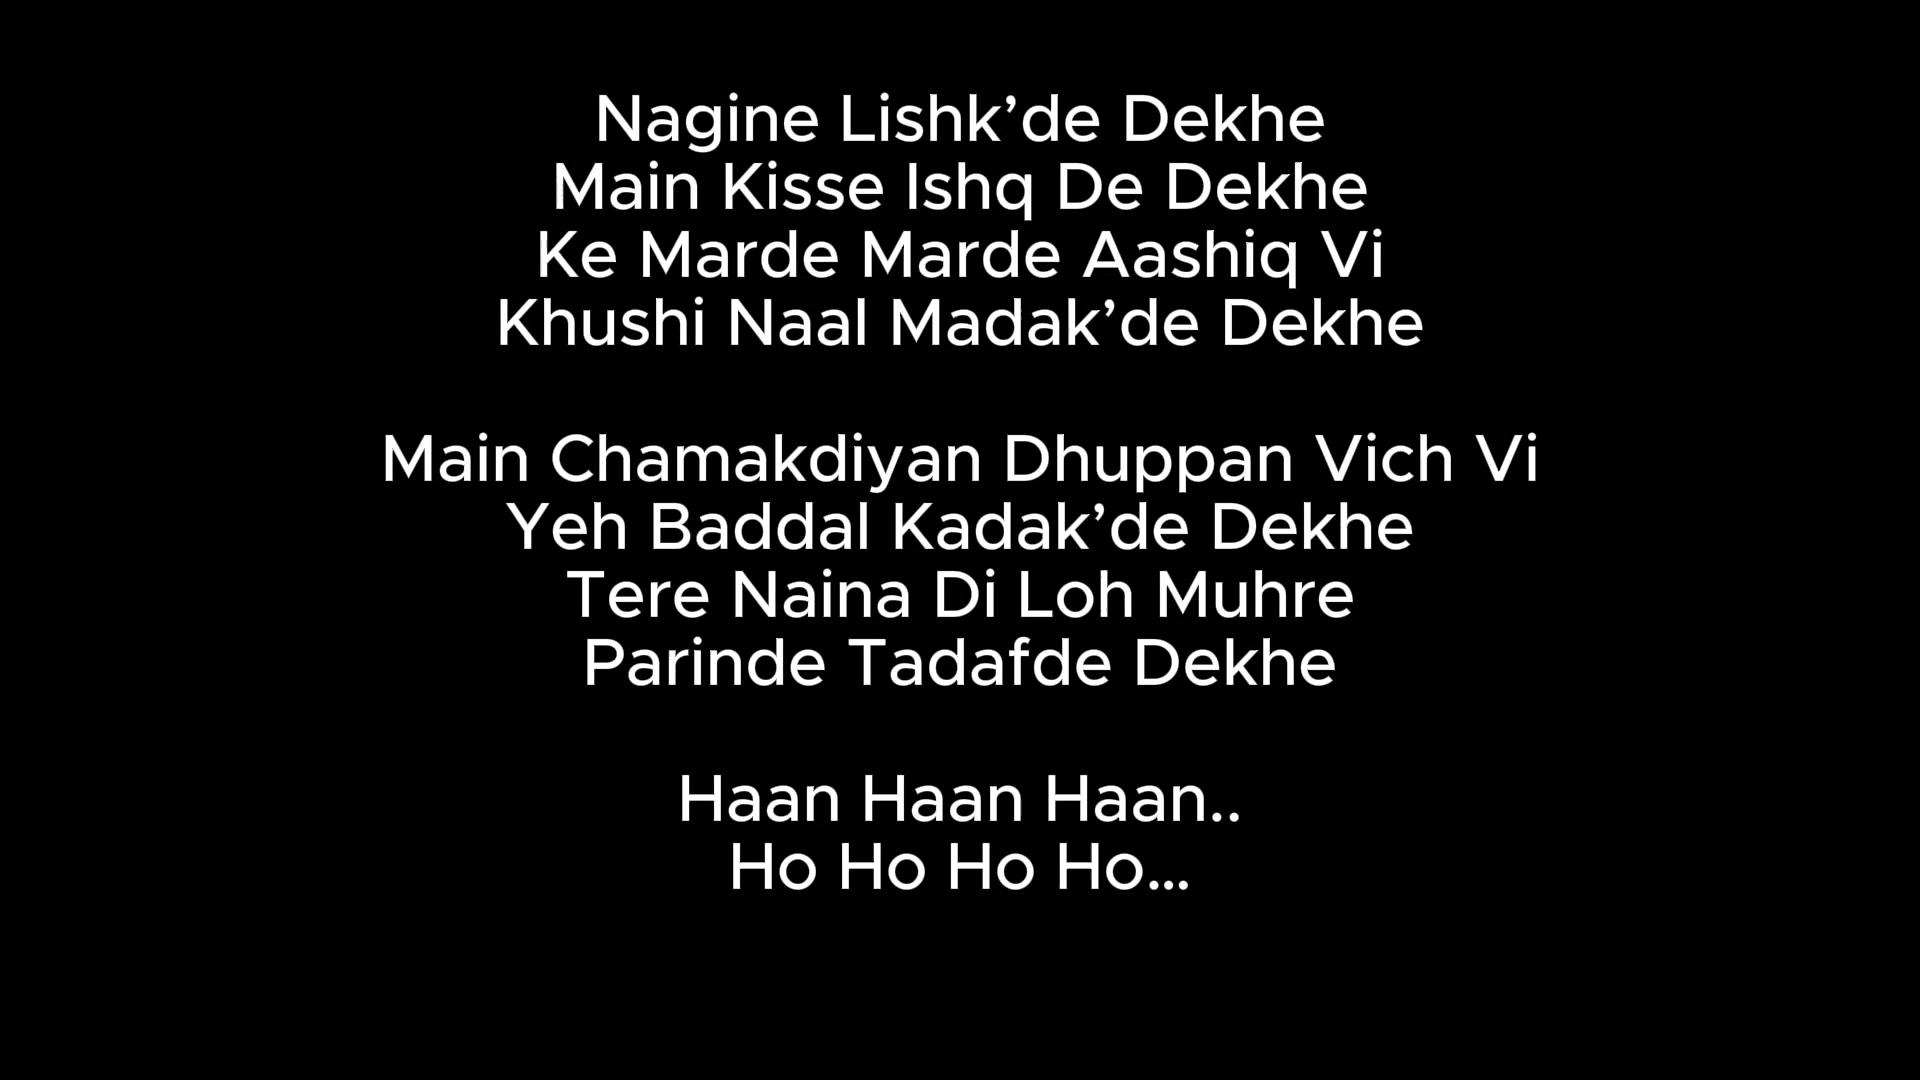 Nagine Lishk’de Dekhe
Main Kisse Ishq De Dekhe
Ke Marde Marde Aashiq Vi
Khushi Naal Madak’de Dekhe
Main Chamakdiyan Dhuppan Vich Vi
Yeh Baddal Kadak’de Dekhe
Tere Naina Di Loh Muhre
Parinde Tadafde Dekhe
Haan Haan Haan..
Ho Ho Ho Ho...